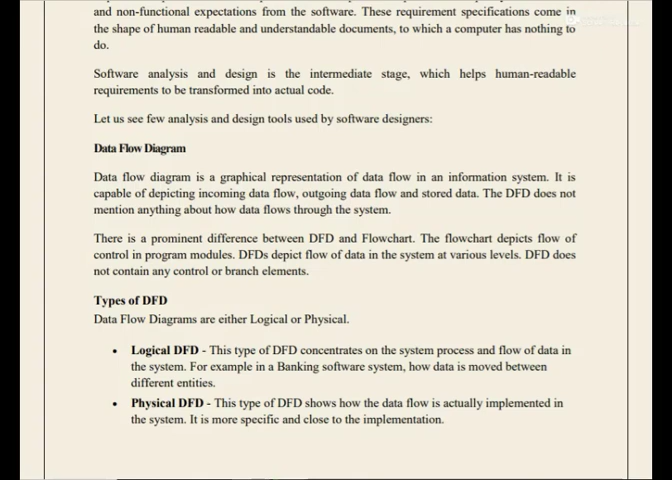 and non-functional expectations from the software. These requirement specifications come in
the shape of human readable and understandable documents, to which a computer has nothing to
do.
Software analysis and design is the intermediate stage, which helps human-readable
requirements to be transformed into actual code.
Let us see few analysis and design tools used by software designers:
Data Flow Diagram
Data flow diagram is a graphical representation of data flow in an information system. It is
capable of depicting incoming data flow, outgoing data flow and stored data. The DFD does not
mention anything about how data flows through the system.
There is a prominent difference between DFD and Flowchart. The flowchart depicts flow of
control in program modules. DFDs depict flow of data in the system at various levels. DFD does
not contain any control or branch elements.
Types of DFD
Data Flow Diagrams are either Logical or Physical.
• Logical DFD - This type of DFD concentrates on the system process and flow of data in
the system. For example in a Banking software system, how data is moved between
different entities.
• Physical DFD - This type of DFD shows how the data flow is actually implemented in
the system. It is more specific and close to the implementation.